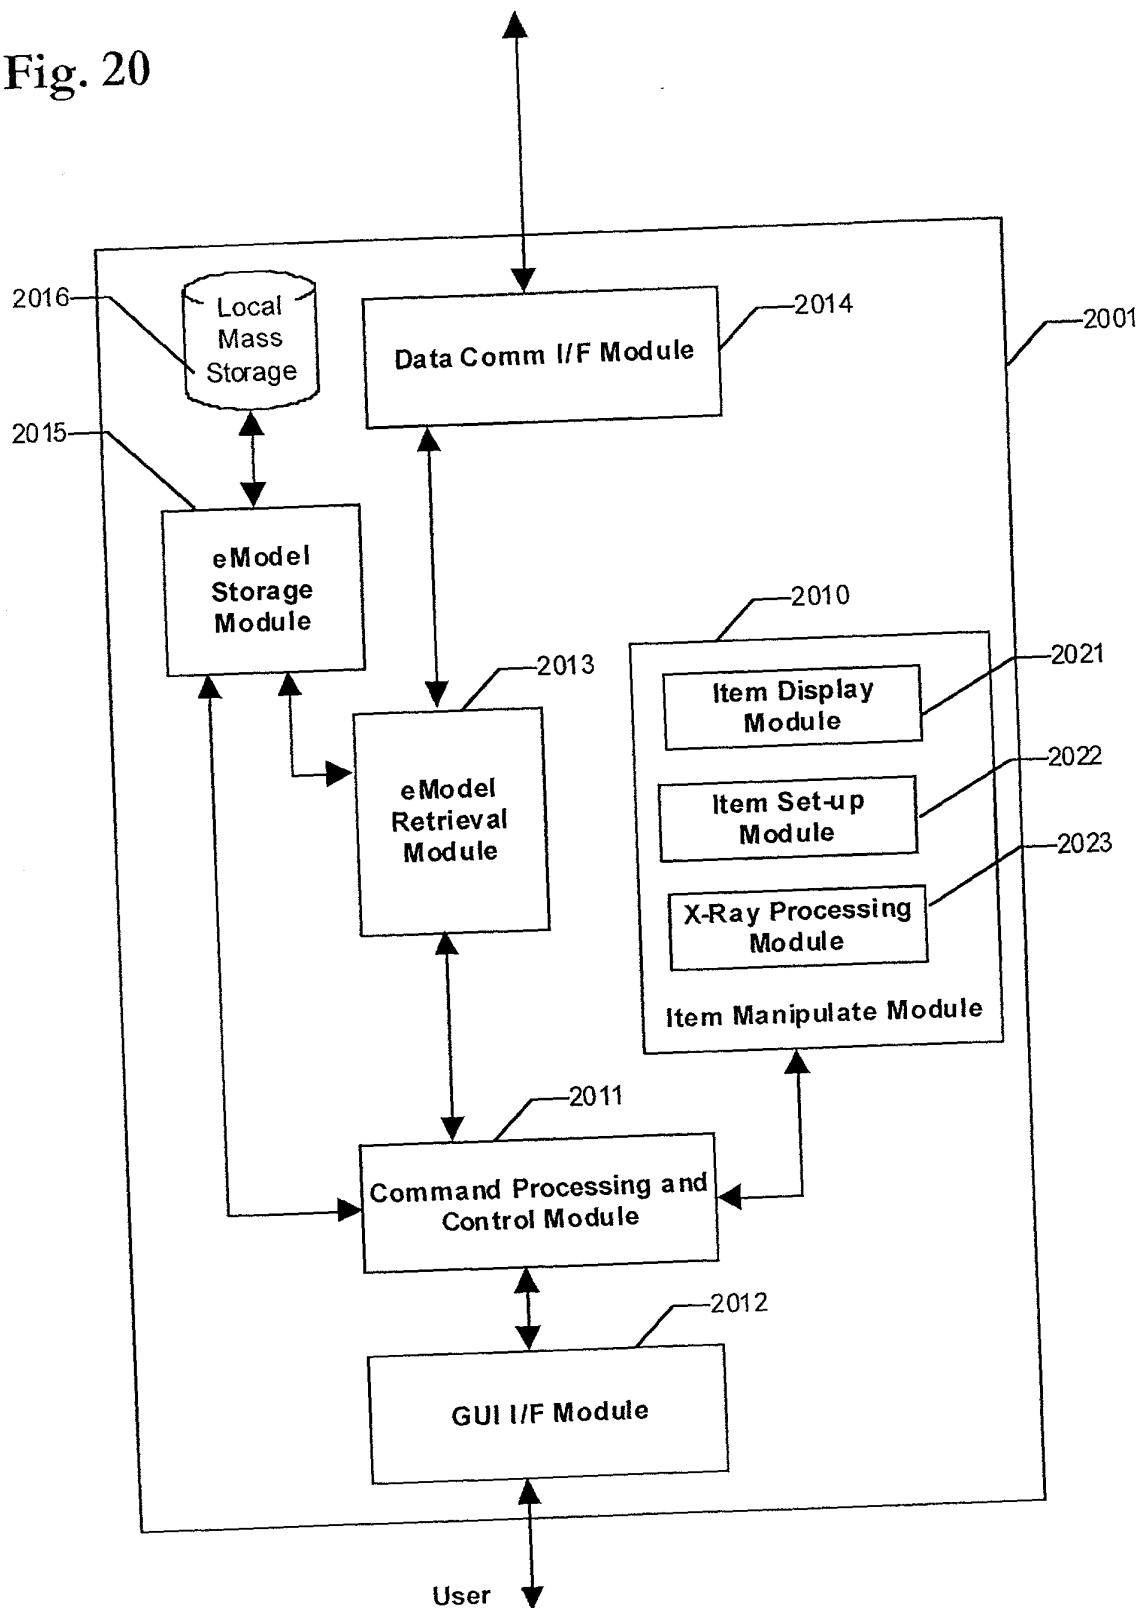 Fig. 20
2016
Local
Mass
Storage
2014
2001
Data Comm I/F Module
2015
eModel
Storage
Module
2010
2013
2021
Item Display
Module
2022
Item Set-up
Module
eModel
Retrieval
Module
2023
X-Ray Processing
Module
Item Manipulate Module
2011
Command Processing and
Control Module
2012
GUI I/F Module
User